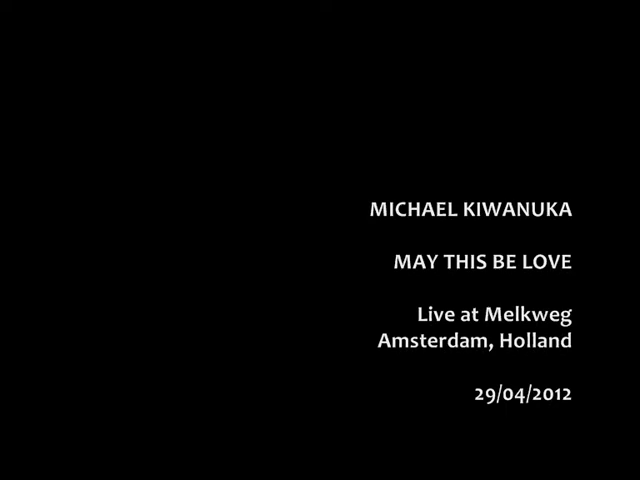 MICHAEL KIWANUKA
MAY THIS BE LOVE
Live at Melkweg
Amsterdam, Holland
29/04/2012